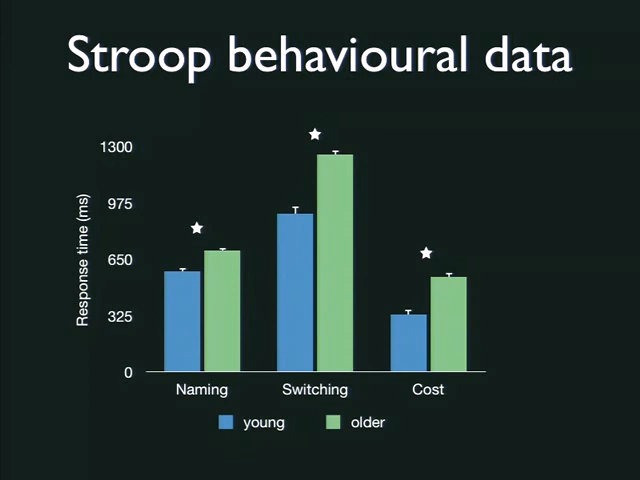 Stroop behavioural data
1300
975
650
325
0
Response time (ms)
Naming Switching Cost
young older